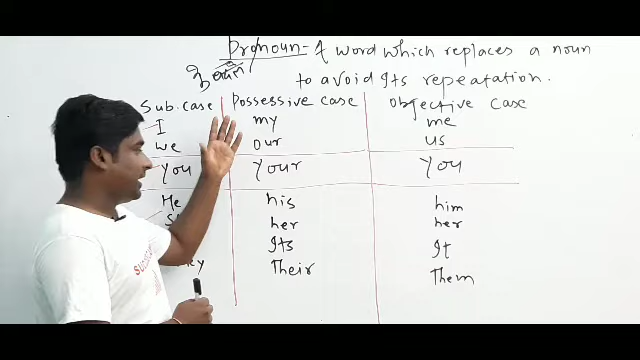 Pronoun - A word which replaces a noun
to avoid its repeatation.
Sub. case Possessive case Objective case
I my me
we our us
you your you
He his him
her her
Its It
Their Them